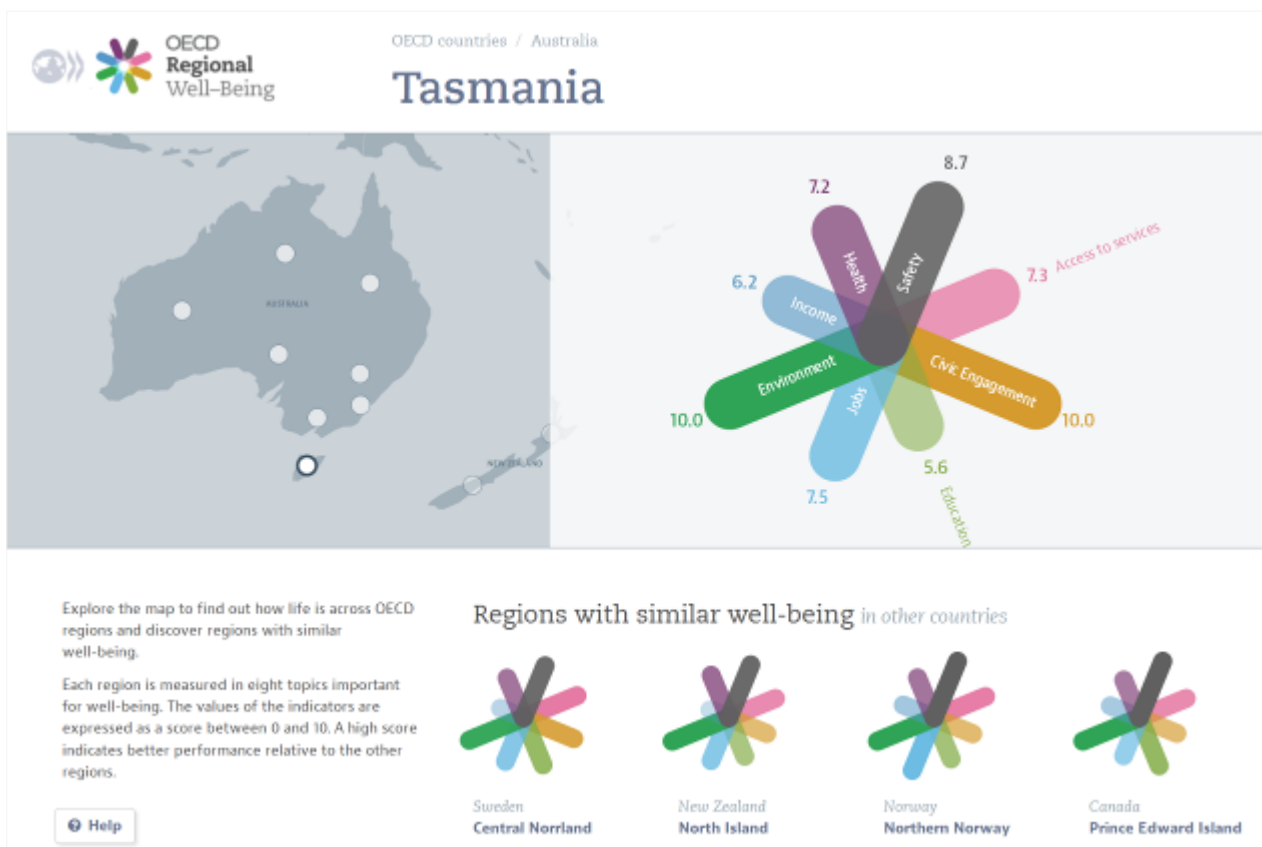 OECD
Regional
Well–Being
OECD countries / Australia
Tasmania
AUSTRALIA
NEW ZEALAND
8.7
7.2
Health
Safety
7.3 Access to services
6.2
Income
Environment
Civic Engagement
Jobs
10.0
10.0
5.6
7.5
Education
Explore the map to find out how life is across OECD
regions and discover regions with similar
well-being.
Each region is measured in eight topics important
for well-being. The values of the indicators are
expressed as a score between 0 and 10. A high score
indicates better performance relative to the other
regions.
Help
Regions with similar well-being in other countries
Sweden
Central Norrland
New Zealand
North Island
Norway
Northern Norway
Canada
Prince Edward Island